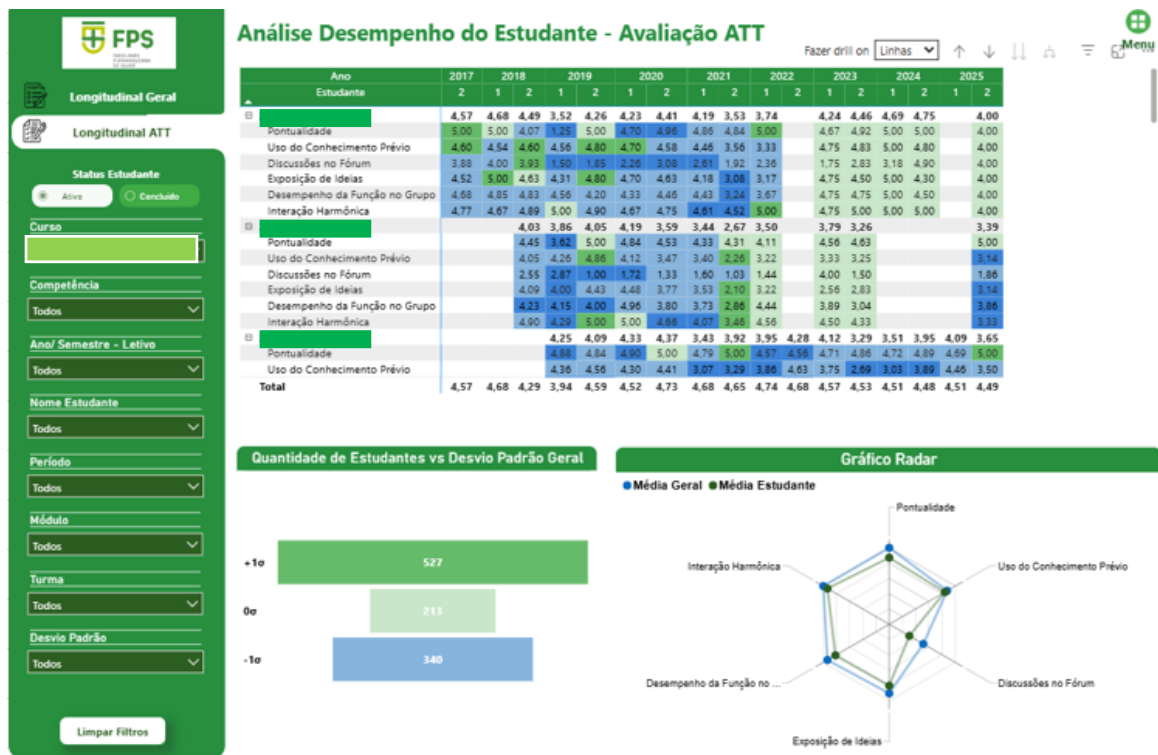 FPS
FACULDADE
PERNAMBUCANA
DE SAÚDE
Longitudinal Geral
Longitudinal ATT
Status Estudante
Ativo Concluído
Curso
Competência
Todos
Ano/ Semestre - Letivo
Todos
Nome Estudante
Todos
Período
Todos
Módulo
Todos
Turma
Todos
Desvio Padrão
Todos
Limpar Filtros
Análise Desempenho do Estudante - Avaliação ATT
Fazer drill on Linhas
Menu
Ano 2017 2018 2019 2020 2021 2022 2023 2024 2025
Estudante 2 1 2 1 2 1 2 1 2 1 2 1 2 1 2 1 2
4,57 4,68 4,49 3,52 4,26 4,23 4,41 4,19 3,53 3,74 4,24 4,46 4,69 4,75 4,00
Pontualidade 5,00 5,00 4,07 1,25 5,00 4,70 4,96 4,86 4,84 5,00 4,67 4,92 5,00 5,00 4,00
Uso do Conhecimento Prévio 4,60 4,54 4,60 4,56 4,80 4,70 4,58 4,46 3,56 3,33 4,75 4,83 5,00 4,80 4,00
Discussões no Fórum 3,88 4,00 3,93 1,50 1,85 2,26 3,08 2,61 1,92 2,36 1,75 2,83 3,18 4,90 4,00
Exposição de Ideias 4,52 5,00 4,63 4,31 4,80 4,70 4,63 4,18 3,08 3,17 4,75 4,50 5,00 4,30 4,00
Desempenho da Função no Grupo 4,68 4,85 4,83 4,56 4,20 4,33 4,46 4,43 3,24 3,67 4,75 4,75 5,00 4,50 4,00
Interação Harmônica 4,77 4,67 4,89 5,00 4,90 4,67 4,75 4,61 4,52 5,00 4,75 5,00 5,00 5,00 4,00
4,03 3,86 4,05 4,19 3,59 3,44 2,67 3,50 3,79 3,26 3,39
Pontualidade 4,45 3,62 5,00 4,84 4,53 4,33 4,31 4,11 4,56 4,63 5,00
Uso do Conhecimento Prévio 4,05 4,26 4,86 4,12 3,47 3,40 2,26 3,22 3,33 3,25 3,14
Discussões no Fórum 2,55 2,87 1,00 1,72 1,33 1,60 1,03 1,44 4,00 1,50 1,86
Exposição de Ideias 4,09 4,00 4,43 4,48 3,77 3,53 2,10 3,22 2,56 2,83 3,14
Desempenho da Função no Grupo 4,23 4,15 4,00 4,96 3,80 3,73 2,86 4,44 3,89 3,04 3,86
Interação Harmônica 4,90 4,29 5,00 5,00 4,66 4,07 3,46 4,56 4,50 4,33 3,33
4,25 4,09 4,33 4,37 3,43 3,92 3,95 4,28 4,12 3,29 3,51 3,95 4,09 3,65
Pontualidade 4,88 4,84 4,90 5,00 4,79 5,00 4,57 4,56 4,71 4,86 4,72 4,89 4,69 5,00
Uso do Conhecimento Prévio 4,36 4,56 4,30 4,41 3,07 3,29 3,86 4,63 3,75 2,69 3,03 3,89 4,46 3,50
Total 4,57 4,68 4,29 3,94 4,59 4,52 4,73 4,68 4,65 4,74 4,68 4,57 4,53 4,51 4,48 4,51 4,49
Quantidade de Estudantes vs Desvio Padrão Geral
+1σ 527
0σ 213
-1σ 340
Gráfico Radar
Média Geral Média Estudante
Pontualidade
Interação Harmônica
Uso do Conhecimento Prévio
Desempenho da Função no ...
Discussões no Fórum
Exposição de Ideias